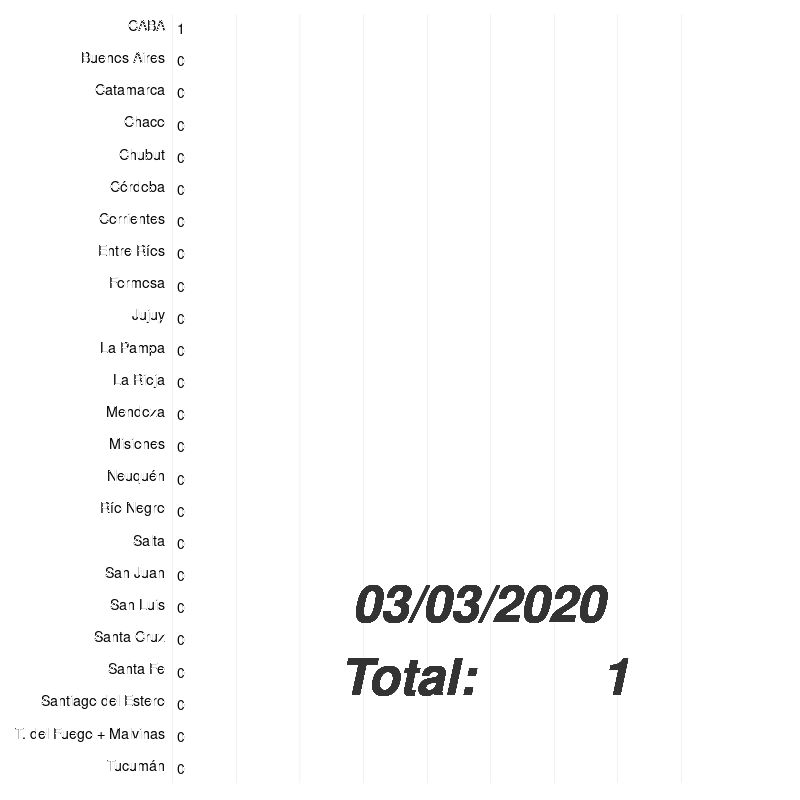 CABA 1
Buenos Aires 0
Catamarca 0
Chaco 0
Chubut 0
Córdoba 0
Corrientes 0
Entre Ríos 0
Formosa 0
Jujuy 0
La Pampa 0
La Rioja 0
Mendoza 0
Misiones 0
Neuquén 0
Río Negro 0
Salta 0
San Juan 0
San Luis 0
Santa Cruz 0
Santa Fe 0
Santiago del Estero 0
T. del Fuego + Malvinas 0
Tucumán 0
03/03/2020
Total: 1